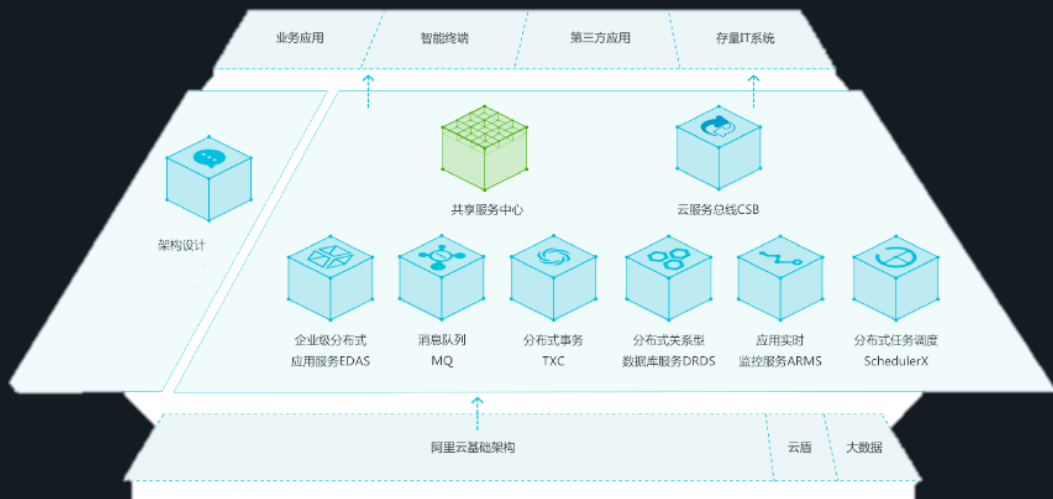 业务应用
智能终端
第三方应用
存量IT系统
共享服务中心
云服务总线CSB
架构设计
企业级分布式
应用服务EDAS
消息队列
MQ
分布式事务
TXC
分布式关系型
数据库服务DRDS
应用实时
监控服务ARMS
分布式任务调度
SchedulerX
阿里云基础架构
云盾
大数据